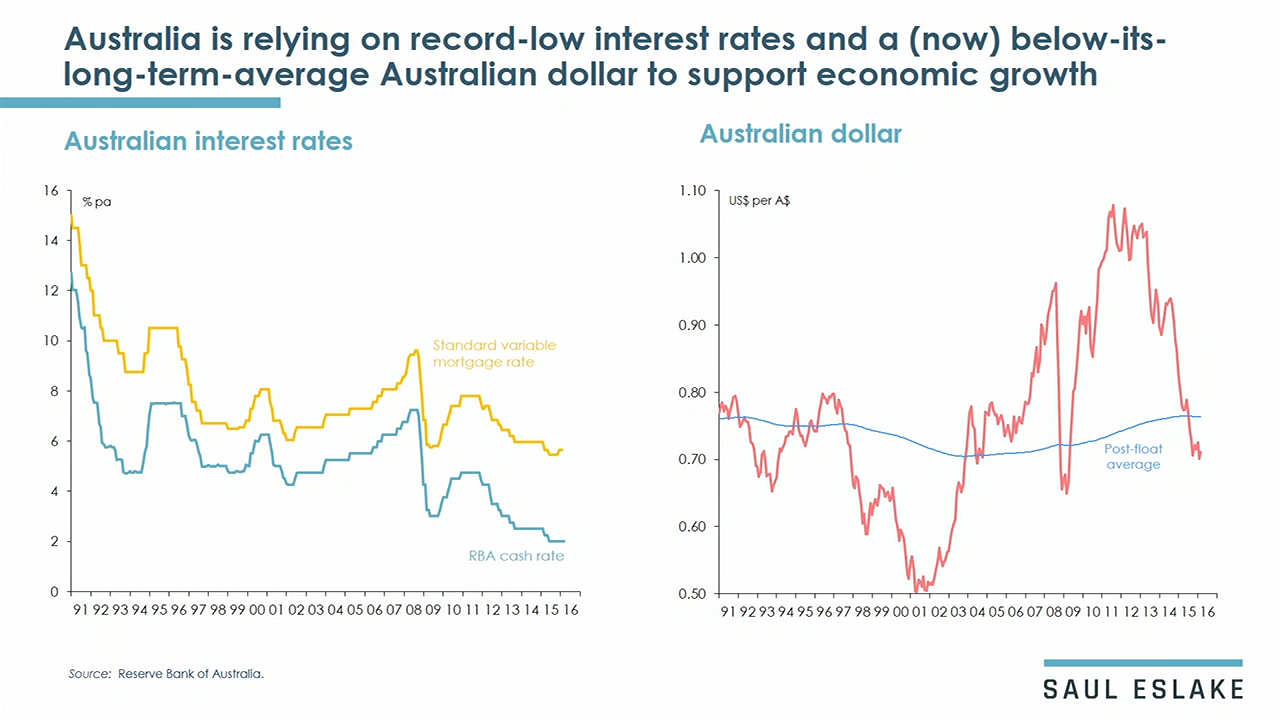 Australia is relying on record-low interest rates and a (now) below-its-
long-term-average Australian dollar to support economic growth
Australian interest rates
% pa
16
14
12
10
8
6
4
2
0
Standard variable
mortgage rate
RBA cash rate
91 92 93 94 95 96 97 98 99 00 01 02 03 04 05 06 07 08 09 10 11 12 13 14 15 16
Australian dollar
US$ per A$
1.10
1.00
0.90
0.80
0.70
0.60
0.50
Post-float
average
91 92 93 94 95 96 97 98 99 00 01 02 03 04 05 06 07 08 09 10 11 12 13 14 15 16
Source: Reserve Bank of Australia.
SAUL ESLAKE